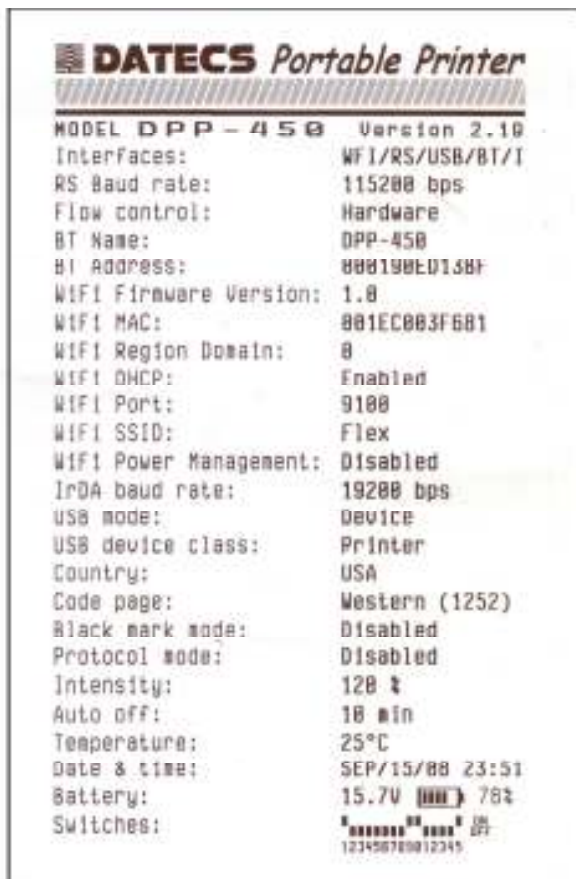 DATECS Portable Printer
MODEL DPP-450 Version 2.10
Interfaces: WFI/RS/USB/BT/I
RS Baud rate: 115200 bps
Flow control: Hardware
BT Name: DPP-450
BT Address: 000190ED13BF
WiFi Firmware Version: 1.0
WiFi MAC: 001EC003F681
WiFi Region Domain: 0
WiFi DHCP: Enabled
WiFi Port: 9100
WiFi SSID: Flex
WiFi Power Management: Disabled
IrDA baud rate: 19200 bps
USB mode: Device
USB device class: Printer
Country: USA
Code page: Western (1252)
Black mark mode: Disabled
Protocol mode: Disabled
Intensity: 120 %
Auto off: 10 min
Temperature: 25°C
Date & time: SEP/15/08 23:51
Battery: 15.7V 78%
Switches: ON
OFF
123456789012345